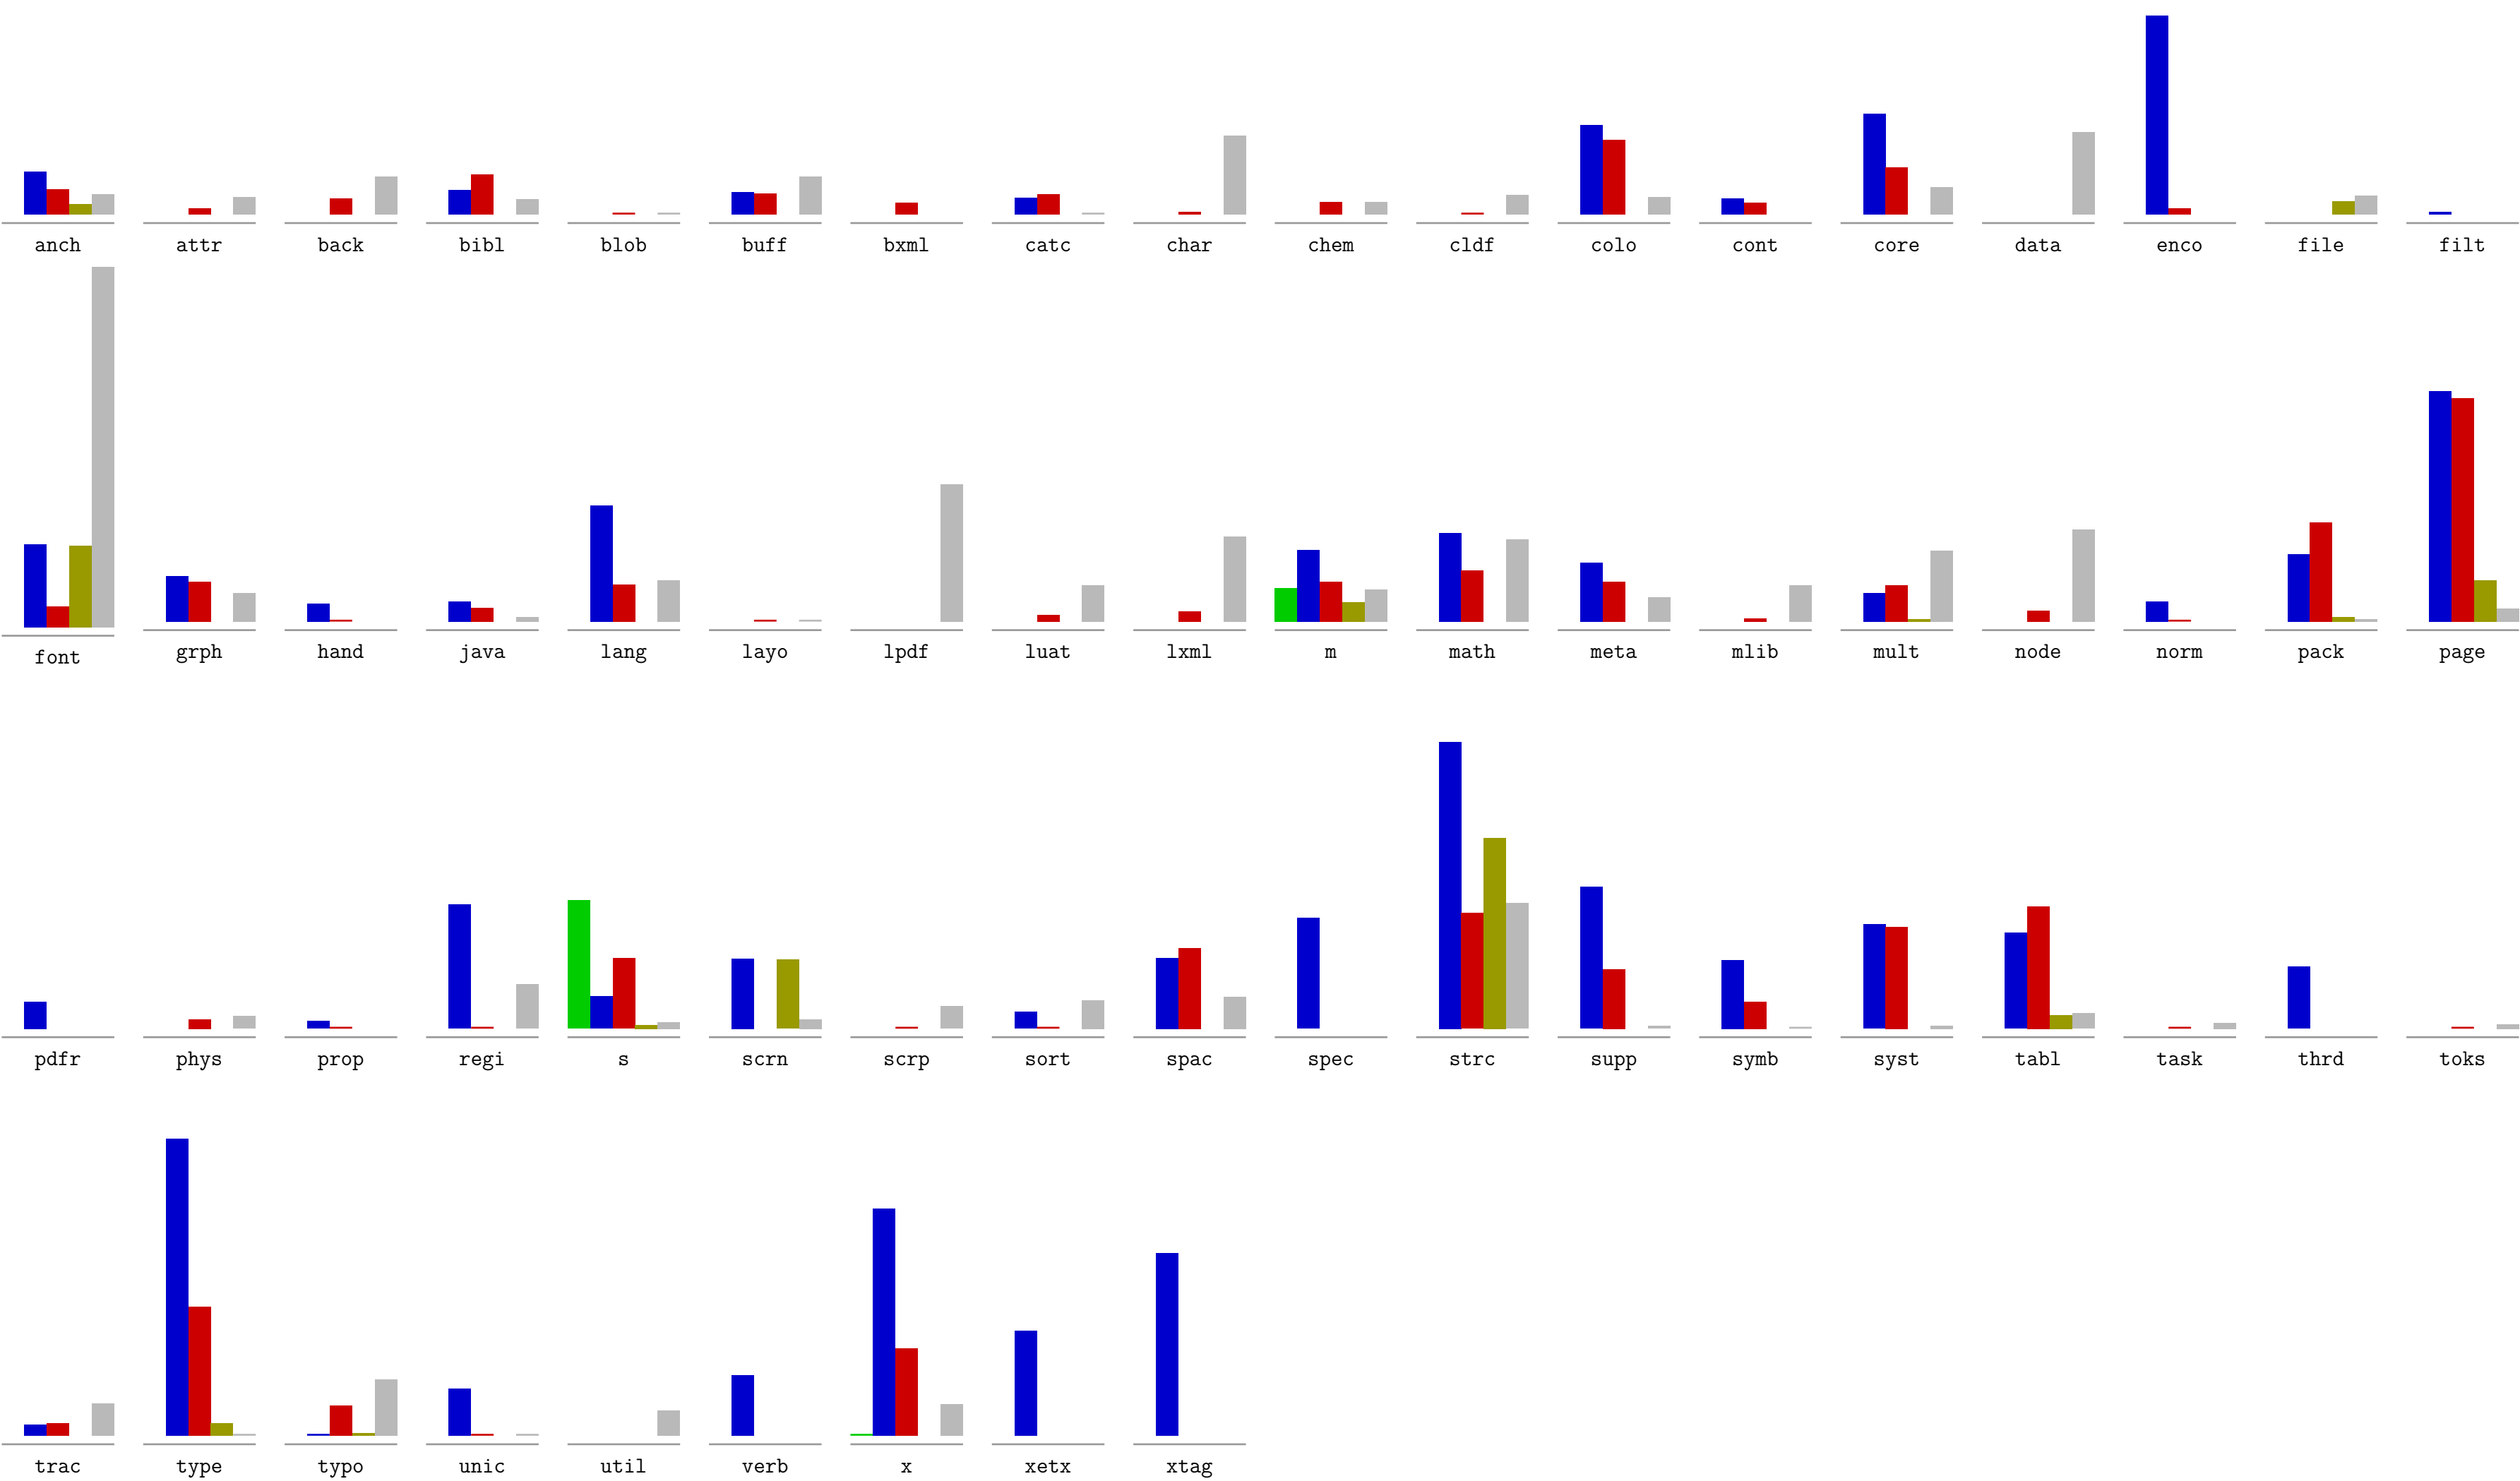 anch attr back bibl blob buff bxml catc char chem cldf colo cont core data enco file filt
font grph hand java lang layo lpdf luat lxml m math meta mlib mult node norm pack page
pdfr phys prop regi s scrn scrp sort spac spec strc supp symb syst tabl task thrd toks
trac type typo unic util verb x xetx xtag